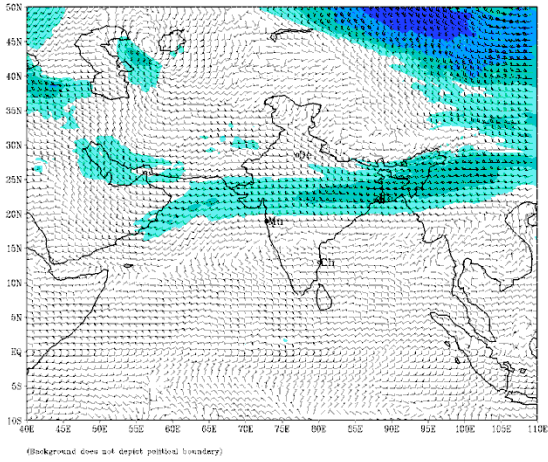 50N
45N
40N
35N
30N
25N
20N
15N
10N
5N
EQ
5S
10S
40E 45E 50E 55E 60E 65E 70E 75E 80E 85E 90E 95E 100E 105E 110E
Mu
Ch
(Background does not depict political boundary)